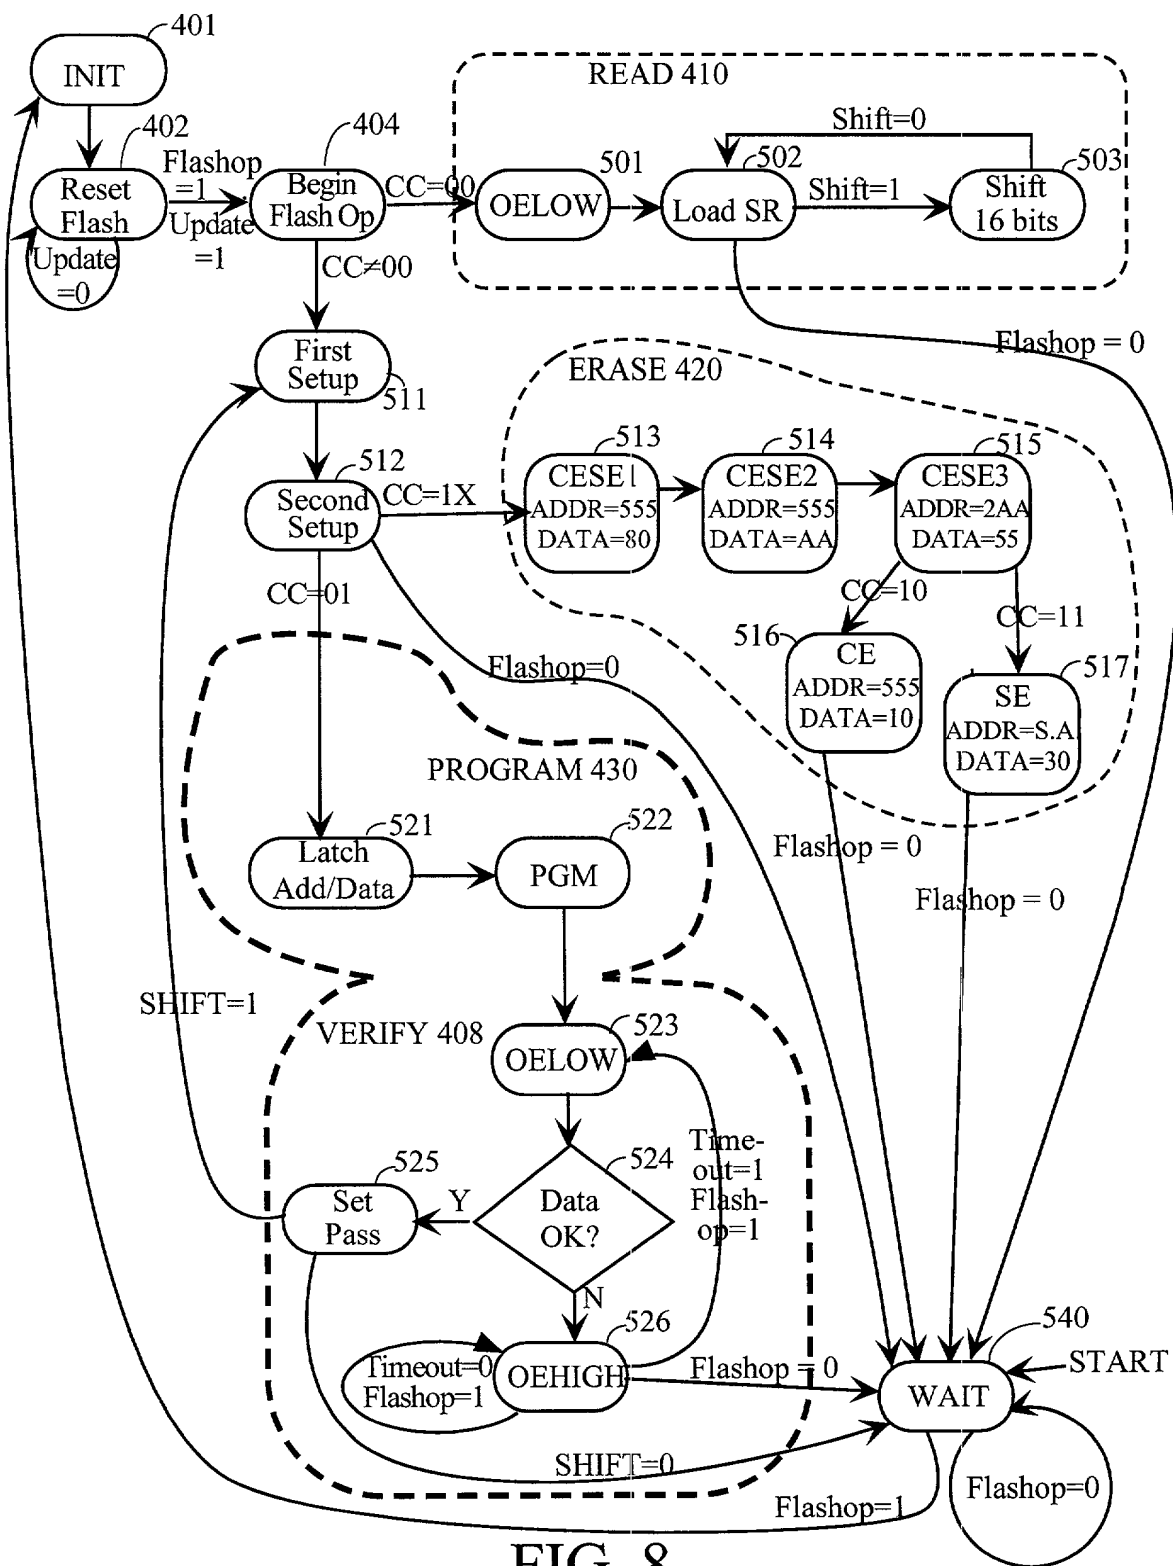 401
INIT
READ 410
402
404
Shift=0
Flashop
=1
Update
=1
Reset
Flash
Begin
Flash Op
CC=00
501
OELOW
502
Load SR
Shift=1
503
Shift
16 bits
Update
=0
CC≠00
First
Setup
511
Flashop = 0
ERASE 420
512
Second
Setup
CC=1X
513
CESE1
ADDR=555
DATA=80
514
CESE2
ADDR=555
DATA=AA
515
CESE3
ADDR=2AA
DATA=55
CC=01
CC=10
CC=11
516
CE
ADDR=555
DATA=10
517
SE
ADDR=S.A.
DATA=30
Flashop=0
PROGRAM 430
521
Latch
Add/Data
522
PGM
Flashop = 0
Flashop = 0
SHIFT=1
VERIFY 408
523
OELOW
524
Data
OK?
Time-
out=1
Flash-
op=1
525
Set
Pass
Y
N
526
OEHIGH
Timeout=0
Flashop=1
Flashop = 0
540
START
WAIT
SHIFT=0
Flashop=1
Flashop=0
FIG. 8